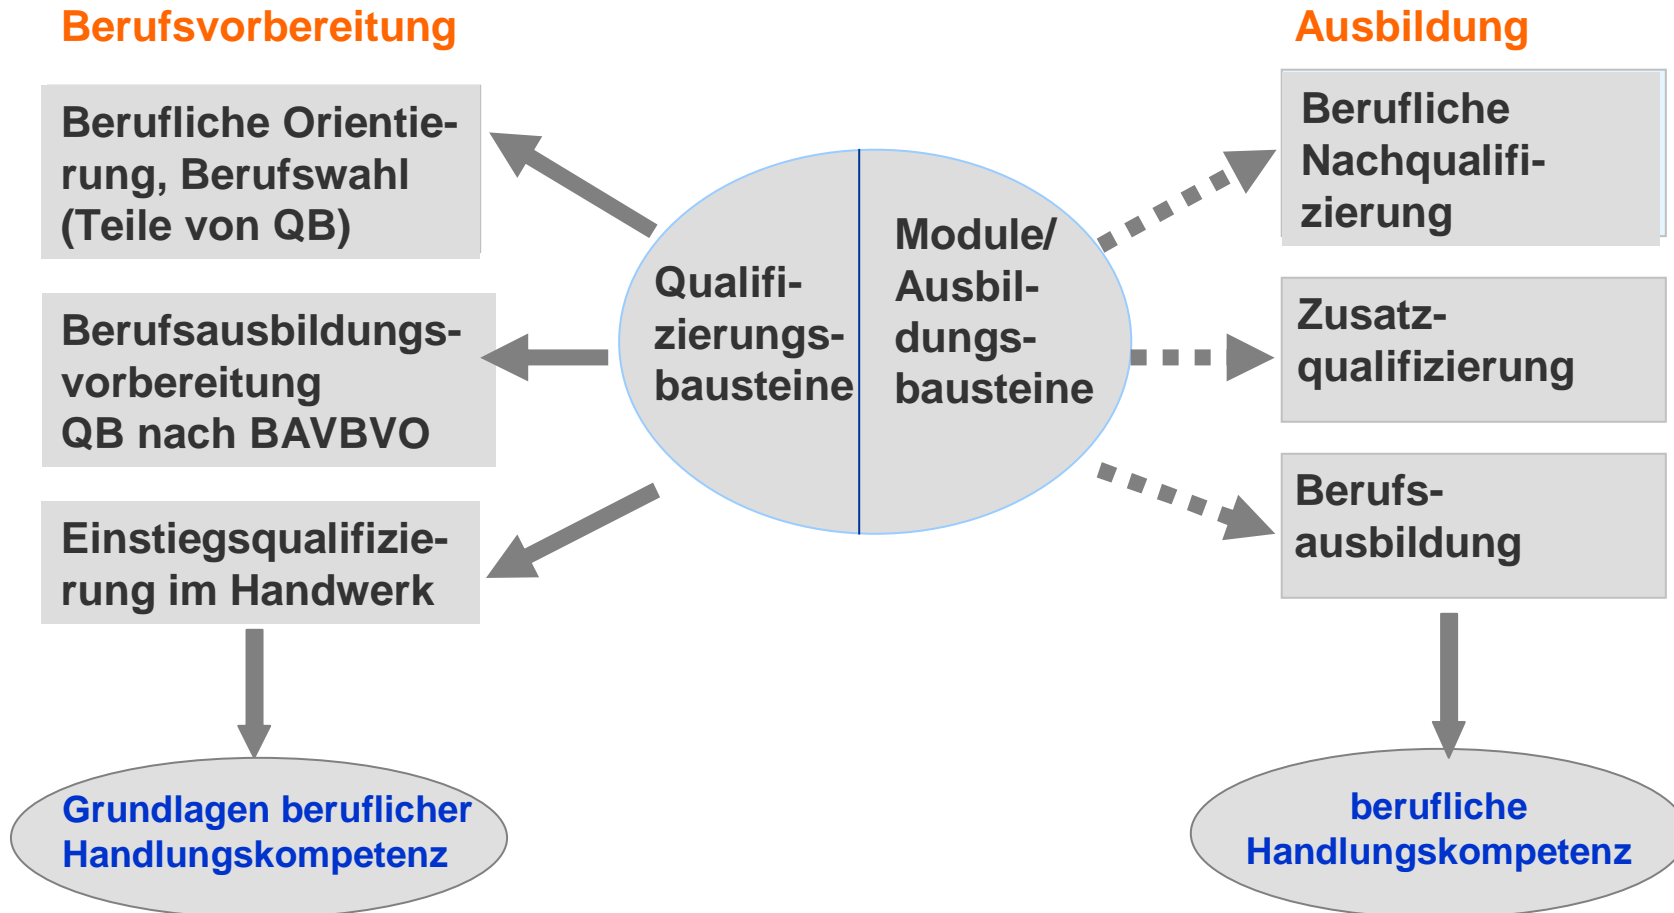 Berufsvorbereitung
Berufliche Orientie-
rung, Berufswahl
(Teile von QB)
Berufsausbildungs-
vorbereitung
QB nach BAVBVO
Einstiegsqualifizie-
rung im Handwerk
Grundlagen beruflicher
Handlungskompetenz
Qualifi-
zierungs-
bausteine
Module/
Ausbil-
dungs-
bausteine
Ausbildung
Berufliche
Nachqualifi-
zierung
Zusatz-
qualifizierung
Berufs-
ausbildung
berufliche
Handlungskompetenz